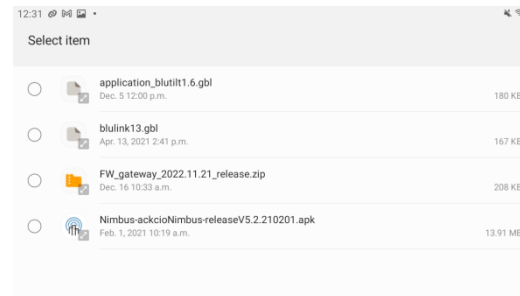 12:31
Select item
application_blutilt1.6.gbl
Dec. 5 12:00 p.m.
180 KB
blulink13.gbl
Apr. 13, 2021 2:41 p.m.
167 KB
FW_gateway_2022.11.21_release.zip
Dec. 16 10:33 a.m.
208 KB
Nimbus-ackcioNimbus-releaseV5.2.210201.apk
Feb. 1, 2021 10:19 a.m.
13.91 MB